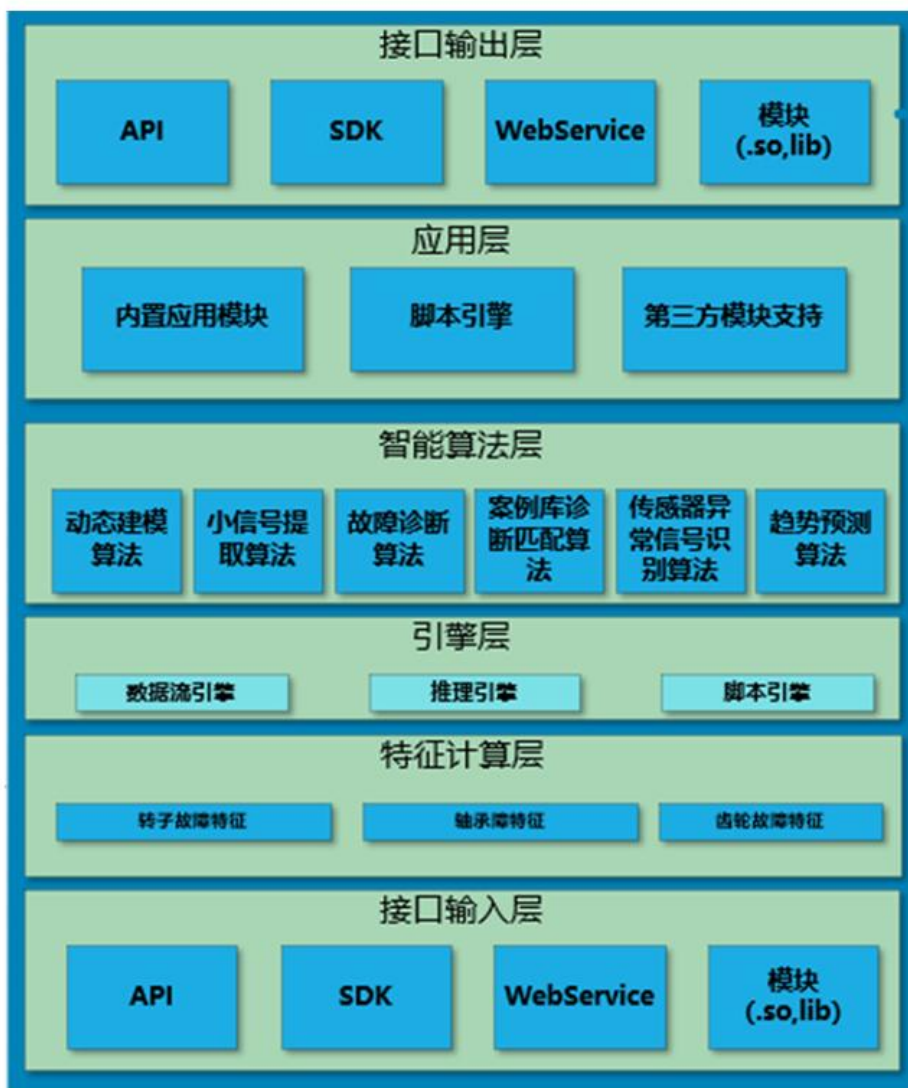 接口输出层
API
SDK
WebService
模块
(.so,lib)
应用层
内置应用模块
脚本引擎
第三方模块支持
智能算法层
动态建模
算法
小信号提
取算法
故障诊断
算法
案例库诊
断匹配算
法
传感器异
常信号识
别算法
趋势预测
算法
引擎层
数据流引擎
推理引擎
脚本引擎
特征计算层
转子故障特征
轴承障特征
齿轮故障特征
接口输入层
API
SDK
WebService
模块
(.so,lib)